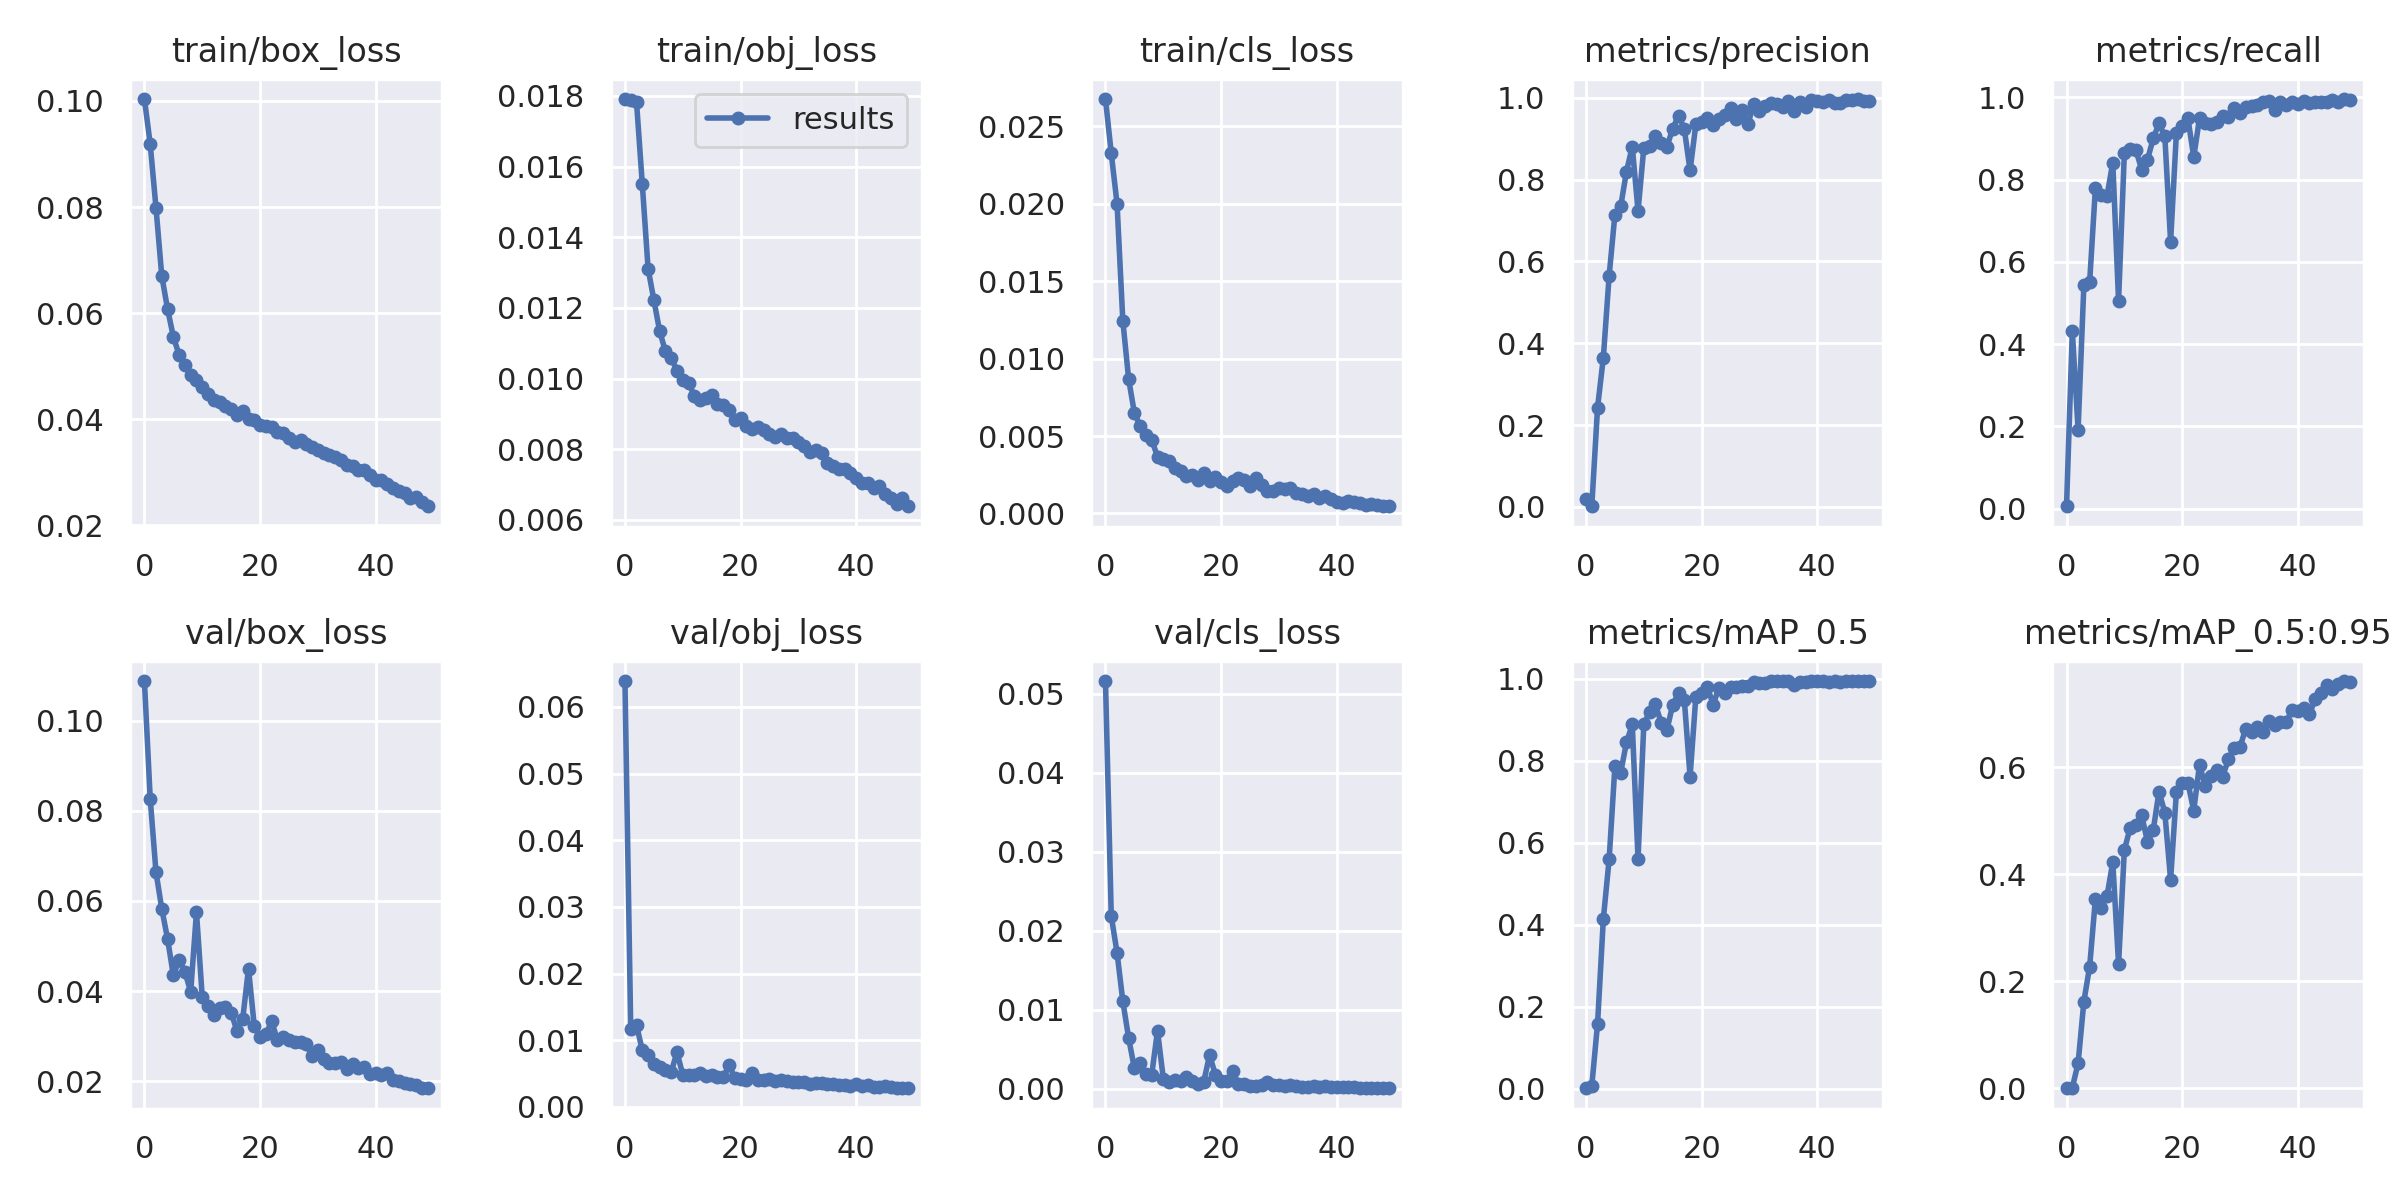 train/box_loss
0.10
0.08
0.06
0.04
0.02
0 20 40
train/obj_loss
results
0.018
0.016
0.014
0.012
0.010
0.008
0.006
0 20 40
train/cls_loss
0.025
0.020
0.015
0.010
0.005
0.000
0 20 40
metrics/precision
1.0
0.8
0.6
0.4
0.2
0.0
0 20 40
metrics/recall
1.0
0.8
0.6
0.4
0.2
0.0
0 20 40
val/box_loss
0.10
0.08
0.06
0.04
0.02
0 20 40
val/obj_loss
0.06
0.05
0.04
0.03
0.02
0.01
0.00
0 20 40
val/cls_loss
0.05
0.04
0.03
0.02
0.01
0.00
0 20 40
metrics/mAP_0.5
1.0
0.8
0.6
0.4
0.2
0.0
0 20 40
metrics/mAP_0.5:0.95
0.6
0.4
0.2
0.0
0 20 40